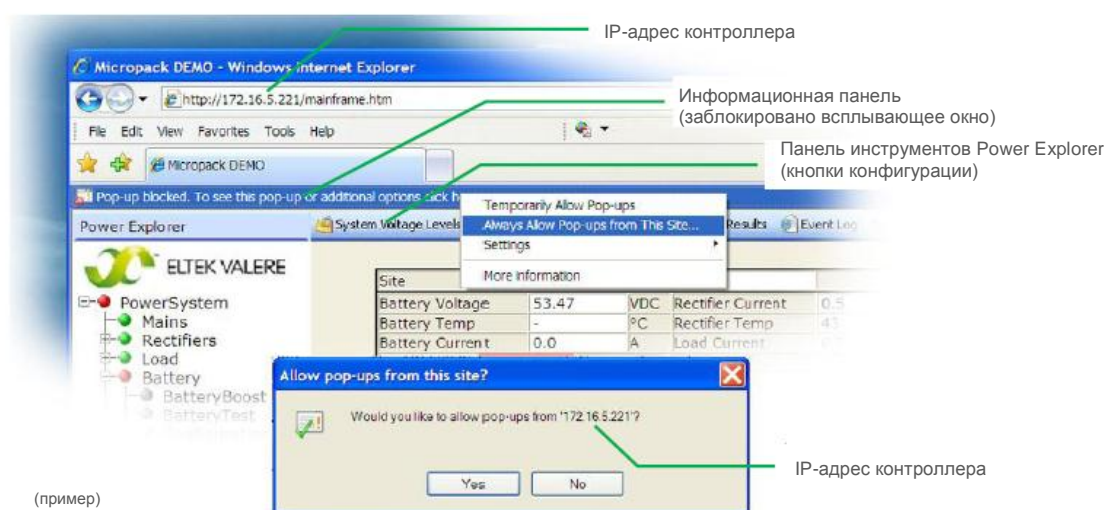 IP-адрес контроллера
Micropack DEMO - Windows Internet Explorer
http://172.16.5.221/mainframe.htm
Информационная панель
(заблокировано всплывающее окно)
File Edit View Favorites Tools Help
Панель инструментов Power Explorer
(кнопки конфигурации)
Micropack DEMO
Pop-up blocked. To see this pop-up or additional options click h
Temporarily Allow Pop-ups
Always Allow Pop-ups from This Site...
Settings
More Information
Power Explorer
System Voltage Levels
Results
Event Log
ELTEK VALERE
Site
PowerSystem
Battery Voltage 53.47 VDC Rectifier Current 0.5
Mains
Battery Temp - °C Rectifier Temp 43
Rectifiers
Battery Current 0.0 A Load Current
Load
Battery
BatteryBoost
BatteryTest
Allow pop-ups from this site?
Would you like to allow pop-ups from '172.16.5.221'?
IP-адрес контроллера
Yes No
(пример)